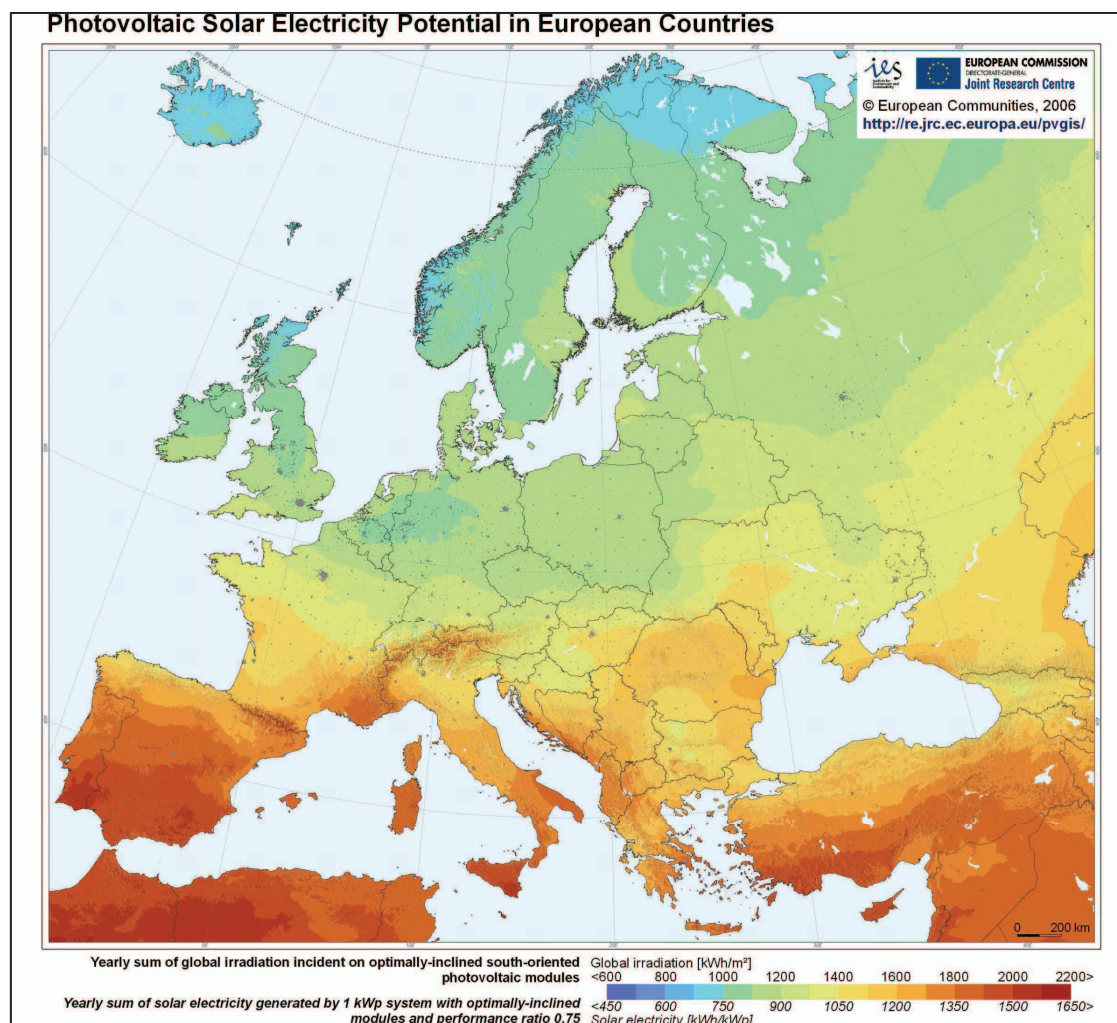 Photovoltaic Solar Electricity Potential in European Countries
ies
EUROPEAN COMMISSION
DIRECTORATE-GENERAL
Joint Research Centre
© European Communities, 2006
http://re.jrc.ec.europa.eu/pvgis/
0 200 km
Yearly sum of global irradiation incident on optimally-inclined south-oriented
photovoltaic modules
Global irradiation [kWh/m²]
<600 800 1000 1200 1400 1600 1800 2000 2200>
Yearly sum of solar electricity generated by 1 kWp system with optimally-inclined
modules and performance ratio 0.75
<450 600 750 900 1050 1200 1350 1500 1650>
Solar electricity [kWh/kWp]